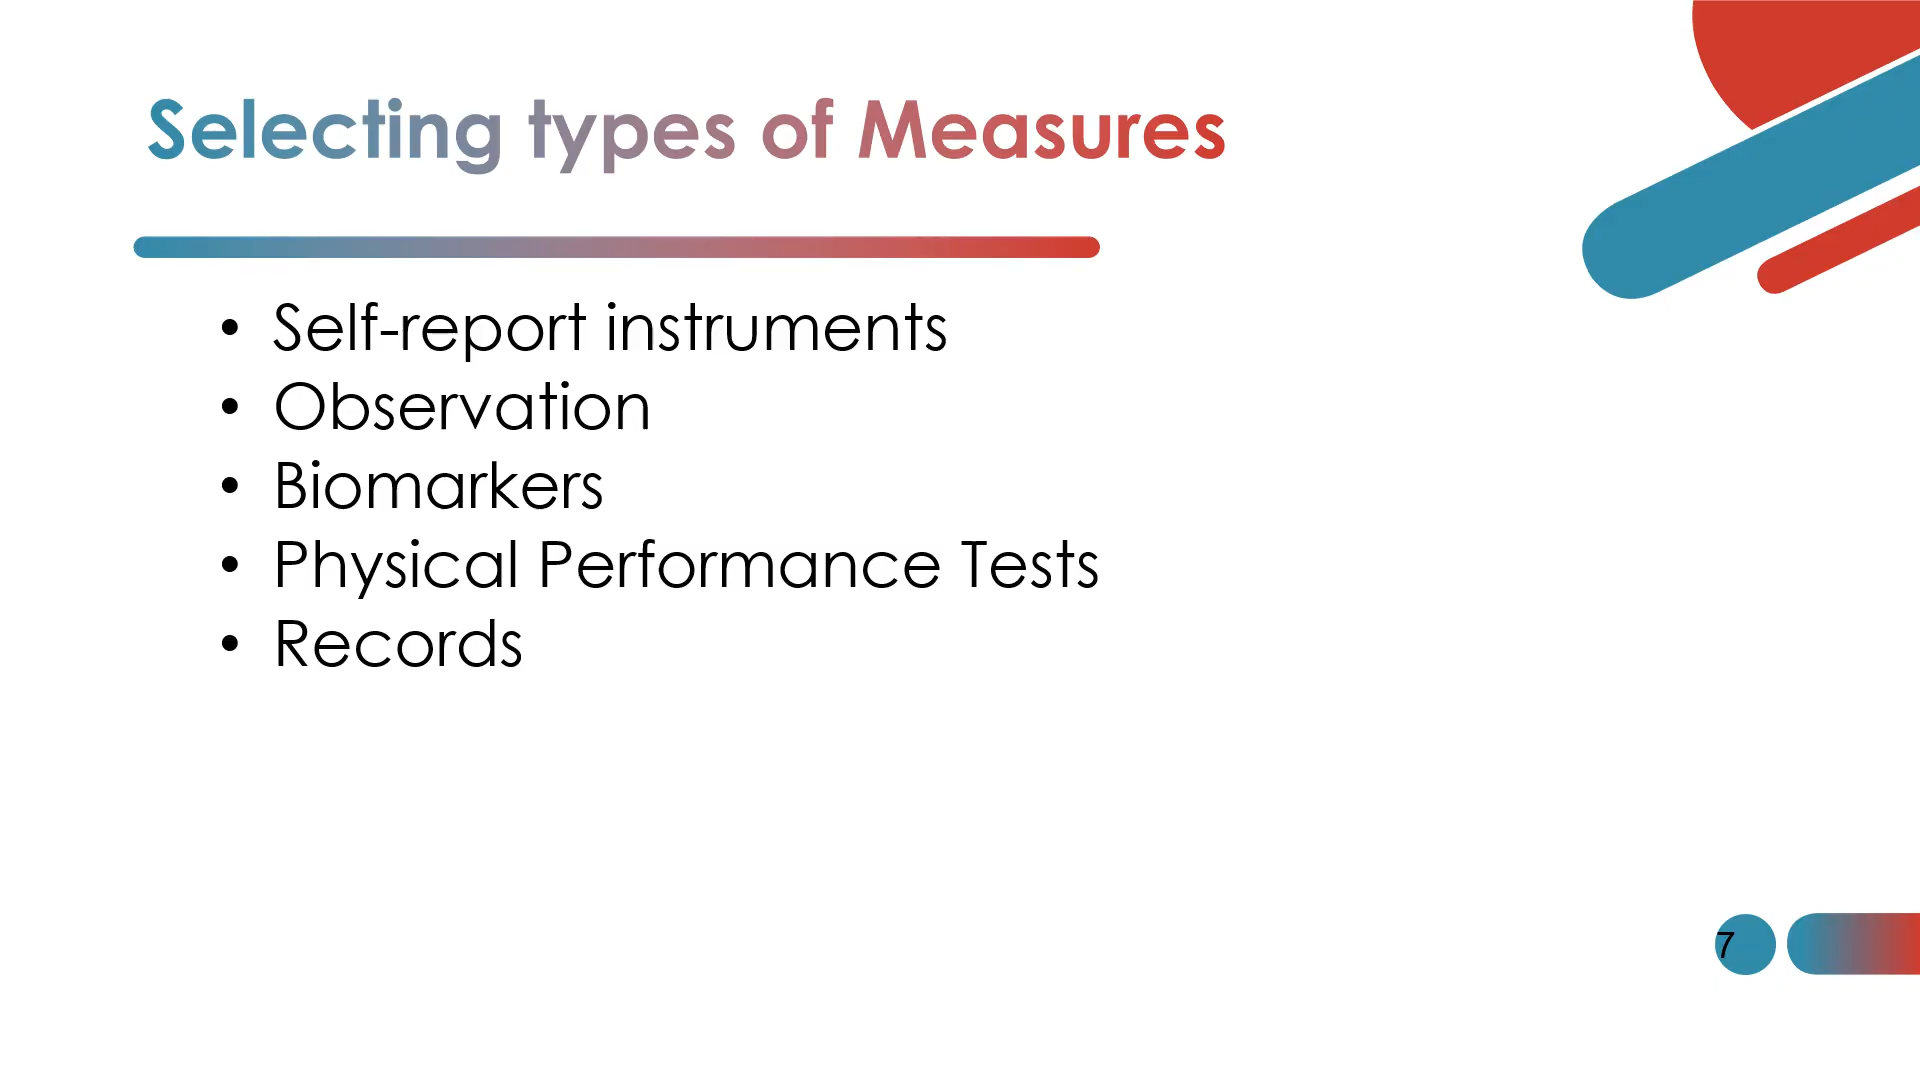 Selecting types of Measures
• Self-report instruments
• Observation
• Biomarkers
• Physical Performance Tests
• Records
7